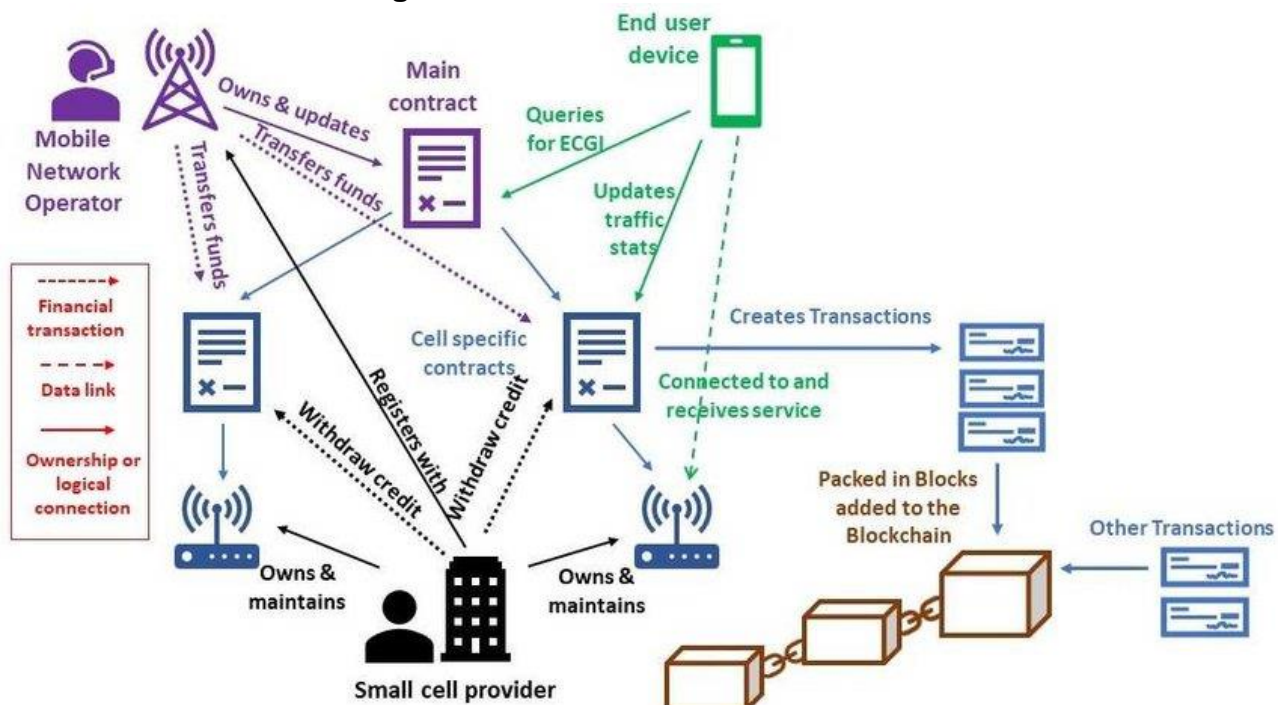 End user
device
Main
contract
Owns & updates
Transfers funds
Transfers funds
Mobile
Network
Operator
Queries
for ECGI
Updates
traffic
stats
Financial
transaction
Data link
Ownership or
logical
connection
Cell specific
contracts
Creates Transactions
Connected to and
receives service
Registers with
Withdraw credit
Withdraw credit
Packed in Blocks
added to the
Blockchain
Other Transactions
Owns &
maintains
Owns &
maintains
Small cell provider